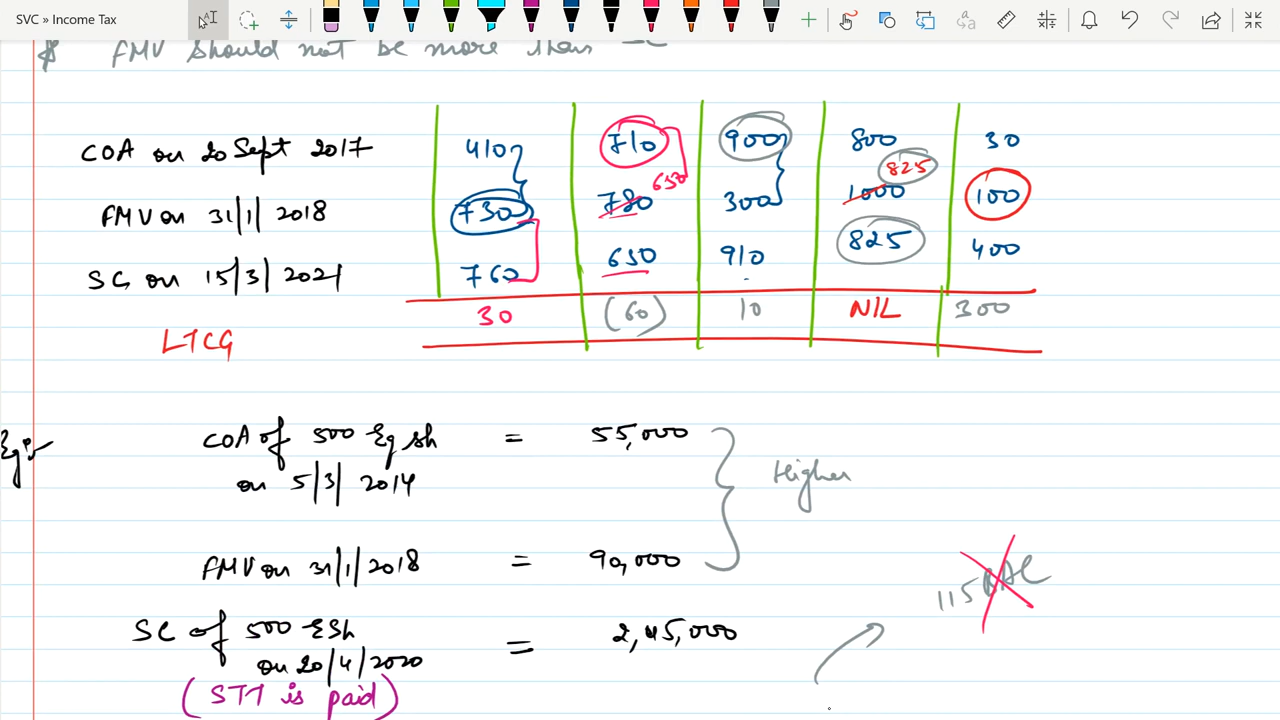 SVC » Income Tax
$ FMV should not be more than SC
COA on 20 Sept 2017 410 710 900 800 30
FMV on 31/1/2018 730 780 650 300 1000 825 100
SC on 15/3/2021 760 650 910 825 400
LTCG 30 (60) 10 NIL 300
Eg:-
COA of 500 Eq sh = 55,000
on 5/3/2014
Higher
FMV on 31/1/2018 = 90,000
115BAC
SC of 500 ESh = 2,45,000
on 20/4/2020
(STT is paid)